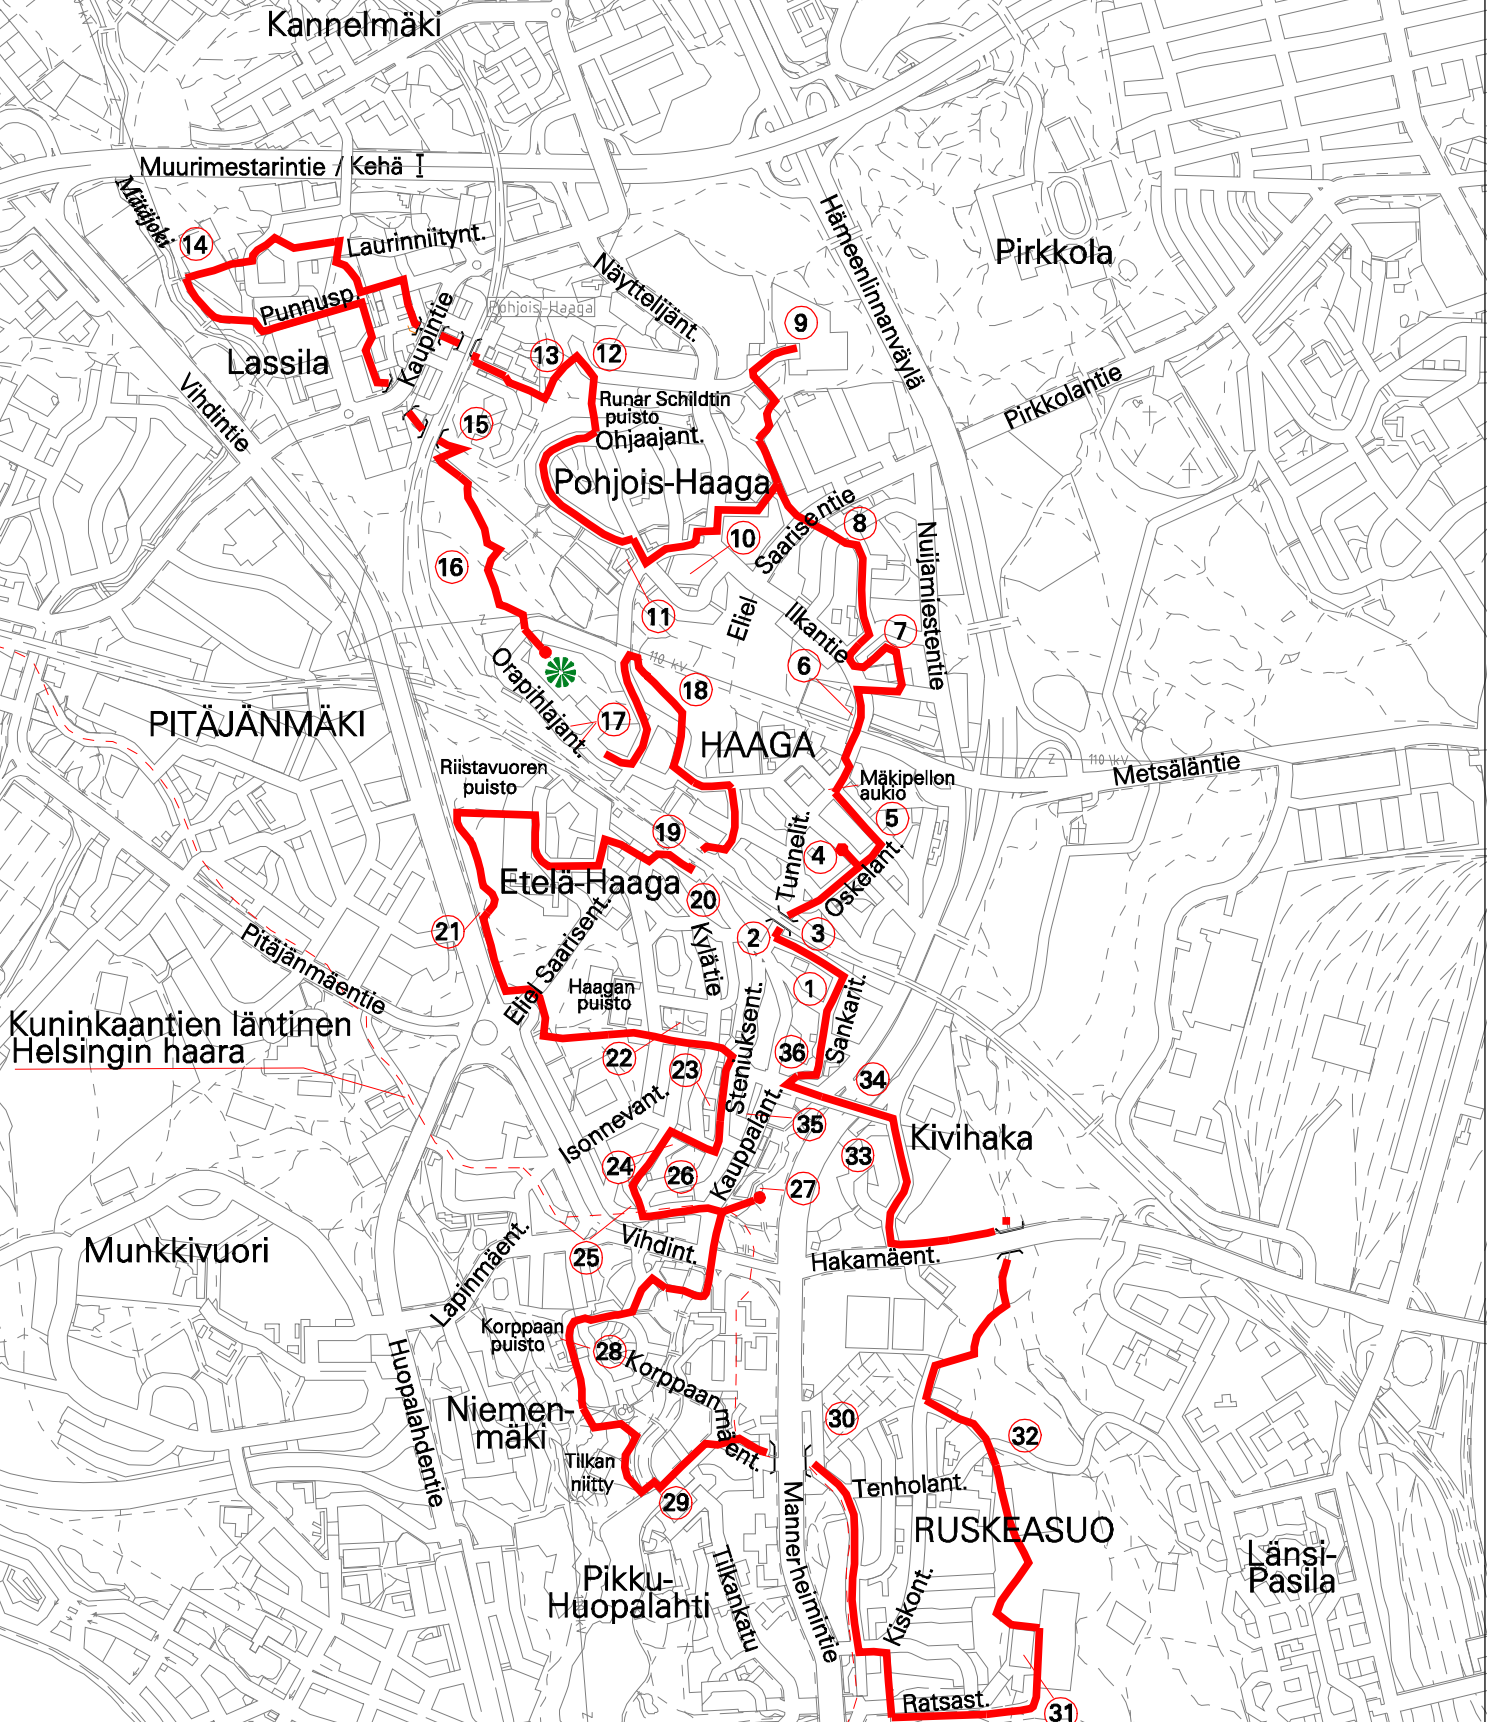 Kannelmäki
Muurimestarintie / Kehä I
Mätäjoki
14
Laurinniitynt.
Punnusp.
Lassila
Kaupintie
Vihdintie
Pohjois-Haaga
Näyttelijänt.
Hämeenlinnanväylä
Pirkkola
Pirkkolantie
9
13
12
Runar Schildtin
puisto
Ohjaajant.
15
Pohjois-Haaga
Saarisentie
10
8
16
11
Eliel
Ilkantie
7
Nuijamiestentie
6
110 kV
18
Orapihlajant.
17
PITÄJÄNMÄKI
HAAGA
Z
Z
110 kV
Metsäläntie
Riistavuoren
puisto
Mäkipellon
aukio
5
19
Tunnelit.
4
Oskelant.
Etelä-Haaga
20
21
2
3
Pitäjänmäentie
Eliel Saarisent.
Kylätie
Haagan
puisto
1
Sankarit.
Steniuksent.
Kuninkaantien läntinen
Helsingin haara
22
23
36
34
Isonnevant.
35
Kauppalant.
Kivihaka
33
24
26
27
Munkkivuori
Lapinmäent.
25
Vihdint.
Hakamäent.
Korppaan
puisto
28
Korppaanmäent.
Huopalahdentie
Niemen-
mäki
30
32
Tilkan
niitty
29
Tenholant.
Mannerheimintie
RUSKEASUO
Länsi-
Pasila
Pikku-
Huopalahti
Tilkankatu
Kiskont.
Ratsast.
31